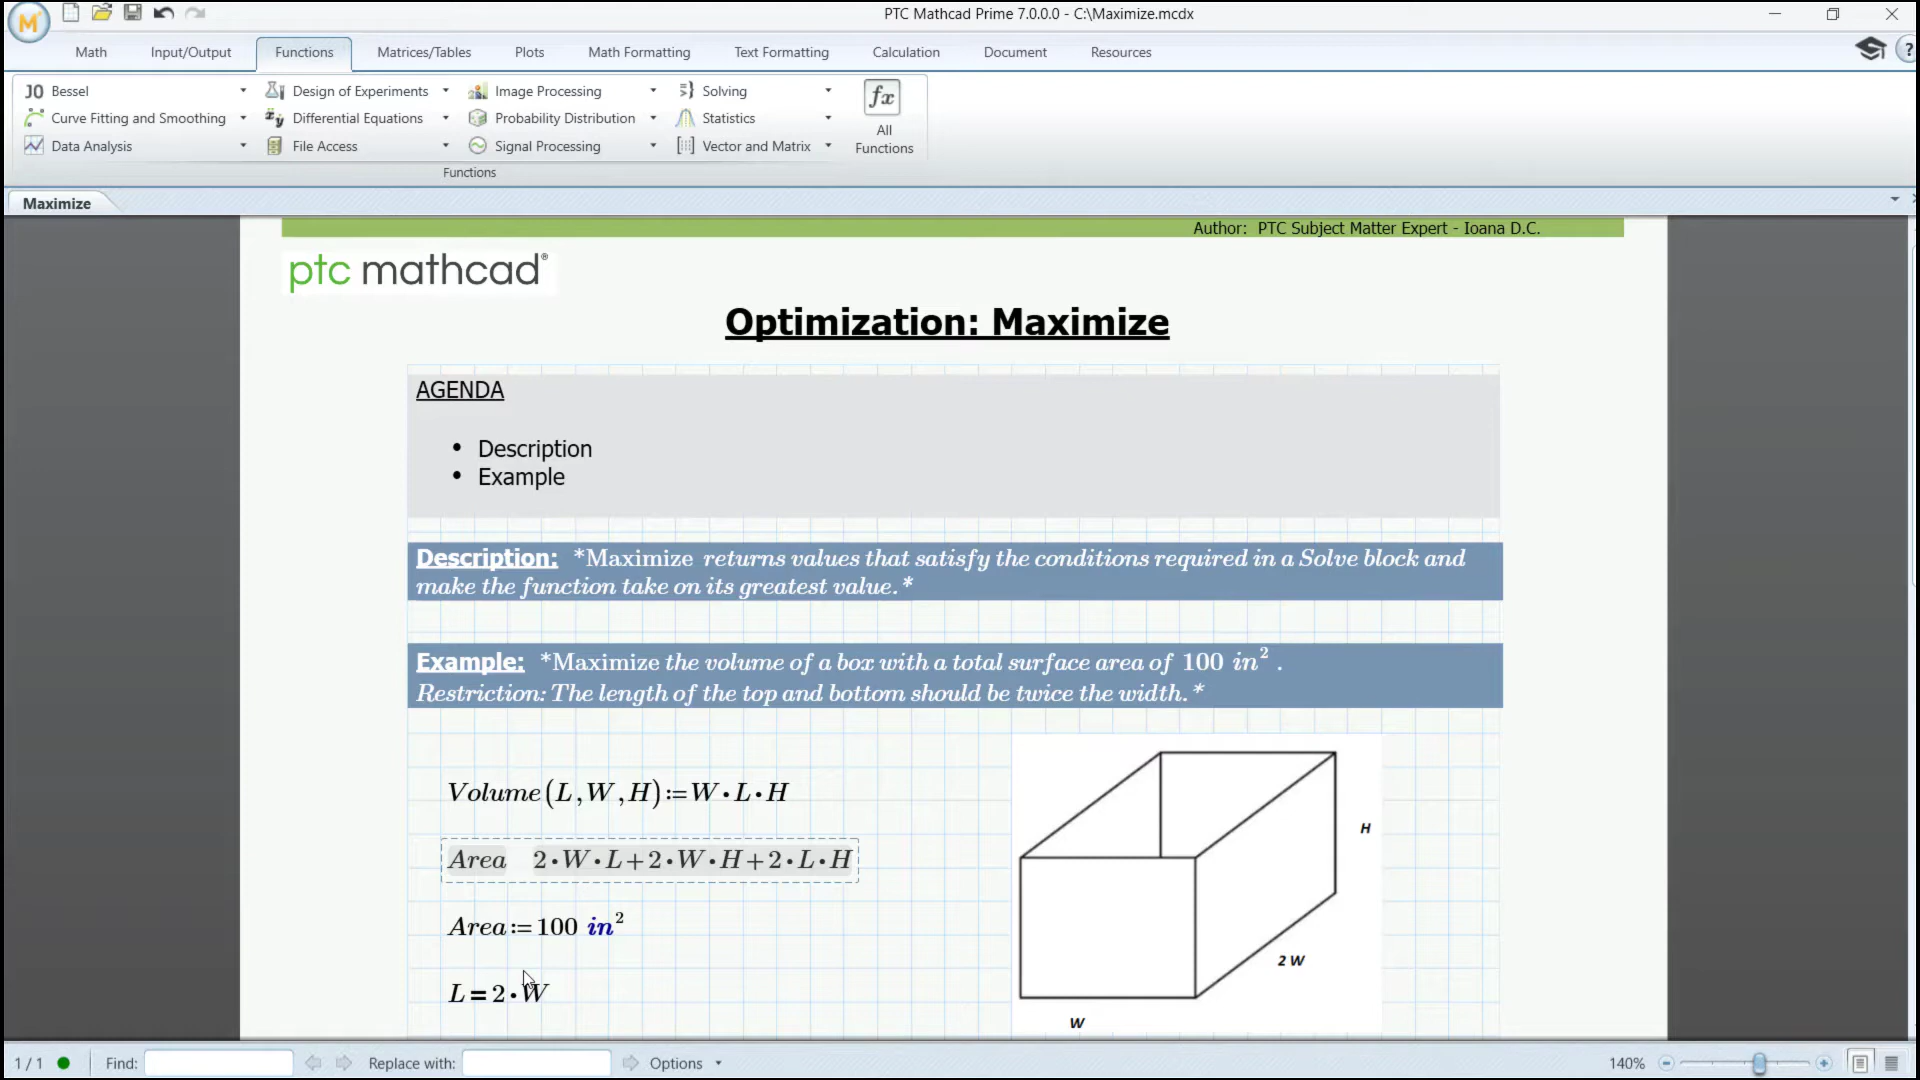 PTC Mathcad Prime 7.0.0.0 - C:\Maximize.mcdx
Math Input/Output Functions Matrices/Tables Plots Math Formatting Text Formatting Calculation Document Resources
J0 Bessel Design of Experiments Image Processing Solving
Curve Fitting and Smoothing Differential Equations Probability Distribution Statistics
Data Analysis File Access Signal Processing Vector and Matrix
fx All Functions
Functions
Maximize
Author: PTC Subject Matter Expert - Ioana D.C.
ptc mathcad®
Optimization: Maximize
AGENDA
• Description
• Example
Description: *Maximize returns values that satisfy the conditions required in a Solve block and
make the function take on its greatest value.*
Example: *Maximize the volume of a box with a total surface area of 100 in² .
Restriction: The length of the top and bottom should be twice the width.*
Volume(L,W,H):=W·L·H
Area 2·W·L+2·W·H+2·L·H
Area:=100 in²
L=2·W
H
2 W
W
1 / 1 Find: Replace with: Options 140%